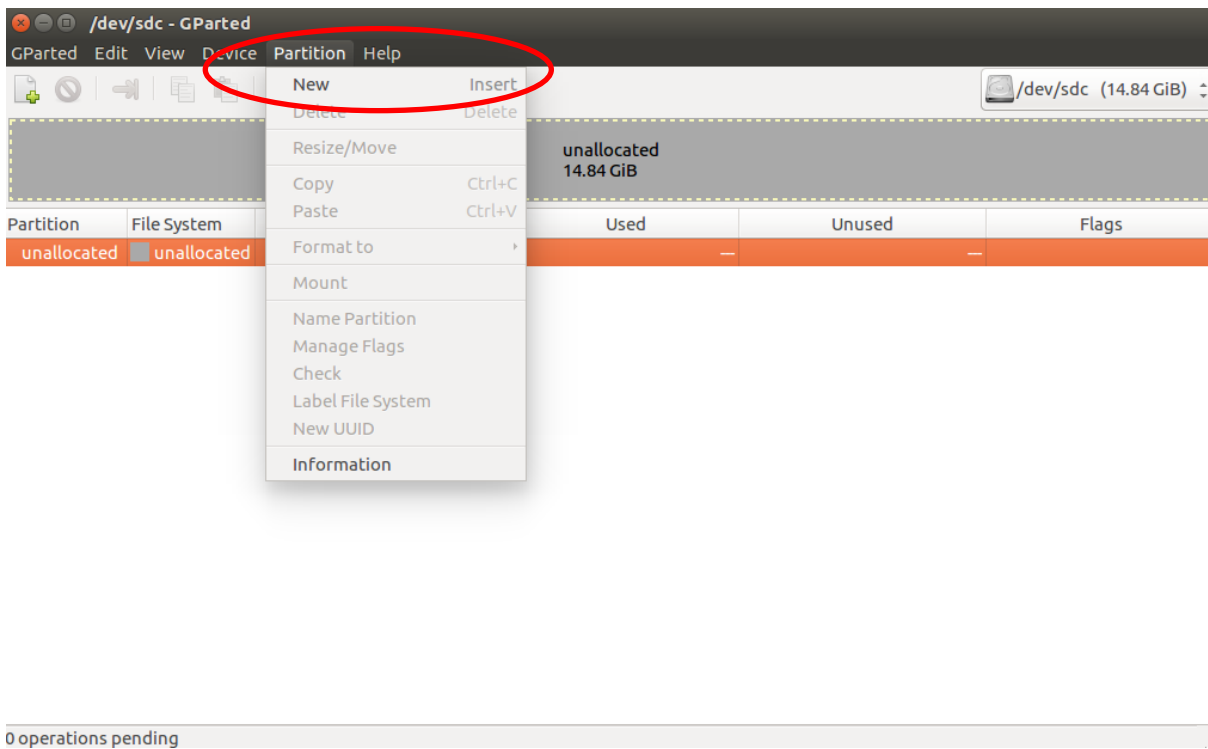 /dev/sdc - GParted
GParted Edit View Device Partition Help
/dev/sdc (14.84 GiB)
New Insert
Delete Delete
Resize/Move
Copy Ctrl+C
Paste Ctrl+V
Format to
Mount
Name Partition
Manage Flags
Check
Label File System
New UUID
Information
unallocated
14.84 GiB
Partition File System Used Unused Flags
unallocated unallocated — —
0 operations pending